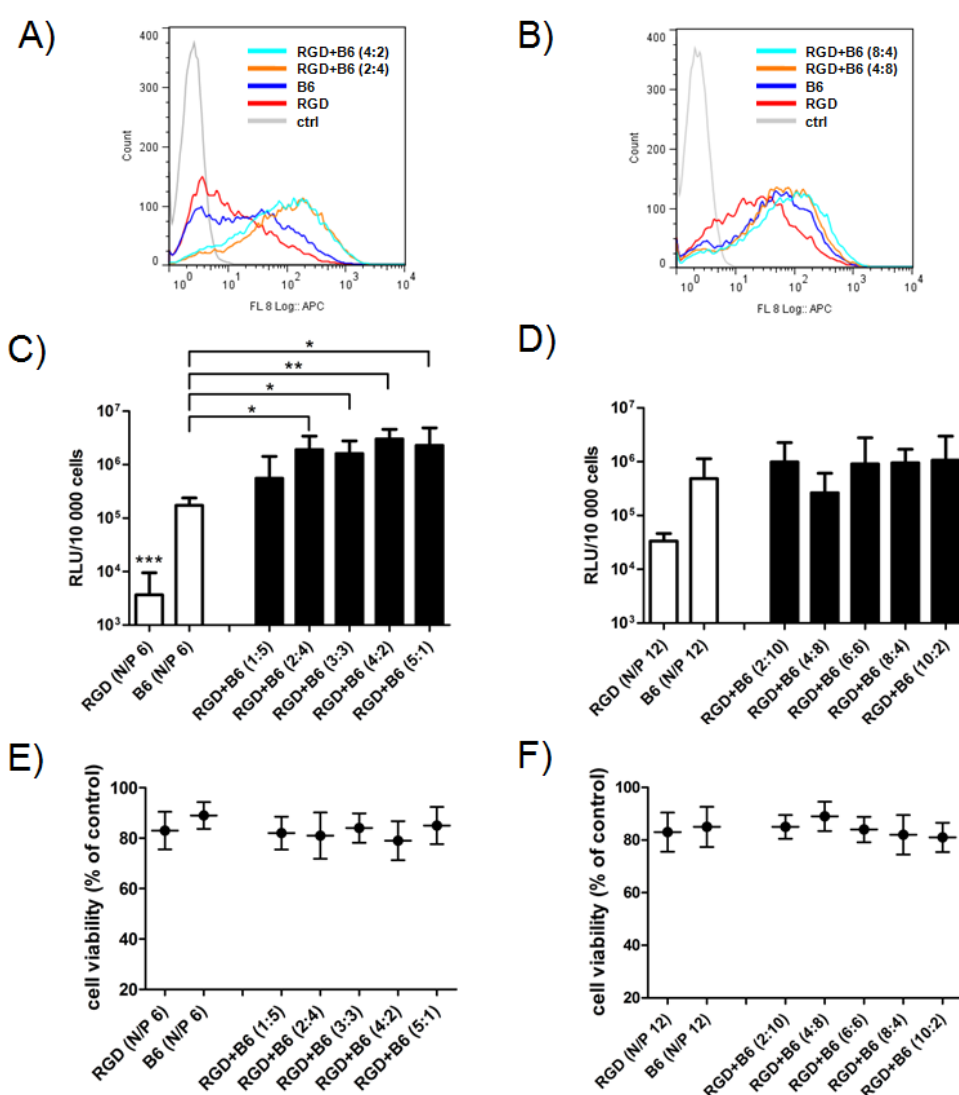 A)
400
300
200
100
0
Count
RGD+B6 (4:2)
RGD+B6 (2:4)
B6
RGD
ctrl
10^0 10^1 10^2 10^3 10^4
FL 8 Log:: APC
B)
400
300
200
100
0
Count
RGD+B6 (8:4)
RGD+B6 (4:8)
B6
RGD
ctrl
10^0 10^1 10^2 10^3 10^4
FL 8 Log:: APC
C)
*
**
*
*
***
10^7
10^6
10^5
10^4
10^3
RLU/10 000 cells
RGD (N/P 6)
B6 (N/P 6)
RGD+B6 (1:5)
RGD+B6 (2:4)
RGD+B6 (3:3)
RGD+B6 (4:2)
RGD+B6 (5:1)
D)
10^7
10^6
10^5
10^4
10^3
RLU/10 000 cells
RGD (N/P 12)
B6 (N/P 12)
RGD+B6 (2:10)
RGD+B6 (4:8)
RGD+B6 (6:6)
RGD+B6 (8:4)
RGD+B6 (10:2)
E)
100
80
60
40
20
cell viability (% of control)
RGD (N/P 6)
B6 (N/P 6)
RGD+B6 (1:5)
RGD+B6 (2:4)
RGD+B6 (3:3)
RGD+B6 (4:2)
RGD+B6 (5:1)
F)
100
80
60
40
20
cell viability (% of control)
RGD (N/P 12)
B6 (N/P 12)
RGD+B6 (2:10)
RGD+B6 (4:8)
RGD+B6 (6:6)
RGD+B6 (8:4)
RGD+B6 (10:2)